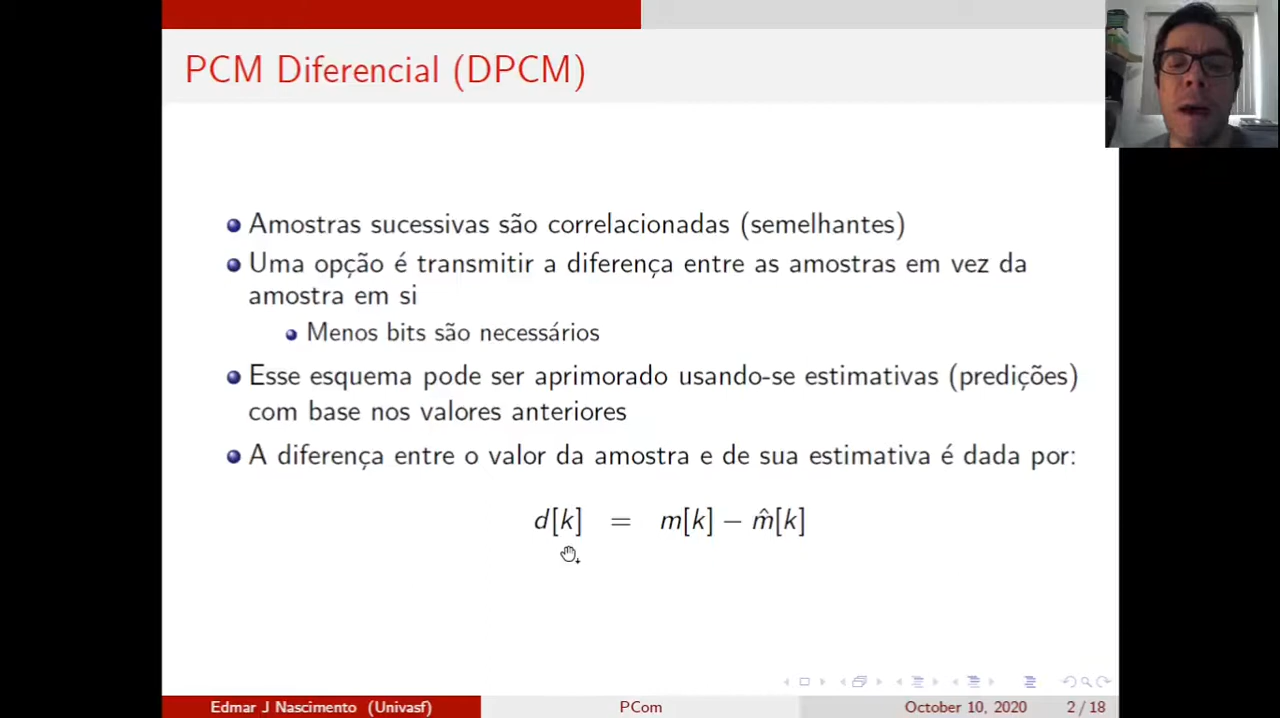 PCM Diferencial (DPCM)
Amostras sucessivas são correlacionadas (semelhantes)
Uma opção é transmitir a diferença entre as amostras em vez da
amostra em si
Menos bits são necessários
Esse esquema pode ser aprimorado usando-se estimativas (predições)
com base nos valores anteriores
A diferença entre o valor da amostra e de sua estimativa é dada por:
d[k] = m[k] − m̂[k]
Edmar J Nascimento (Univasf) PCom October 10, 2020 2 / 18